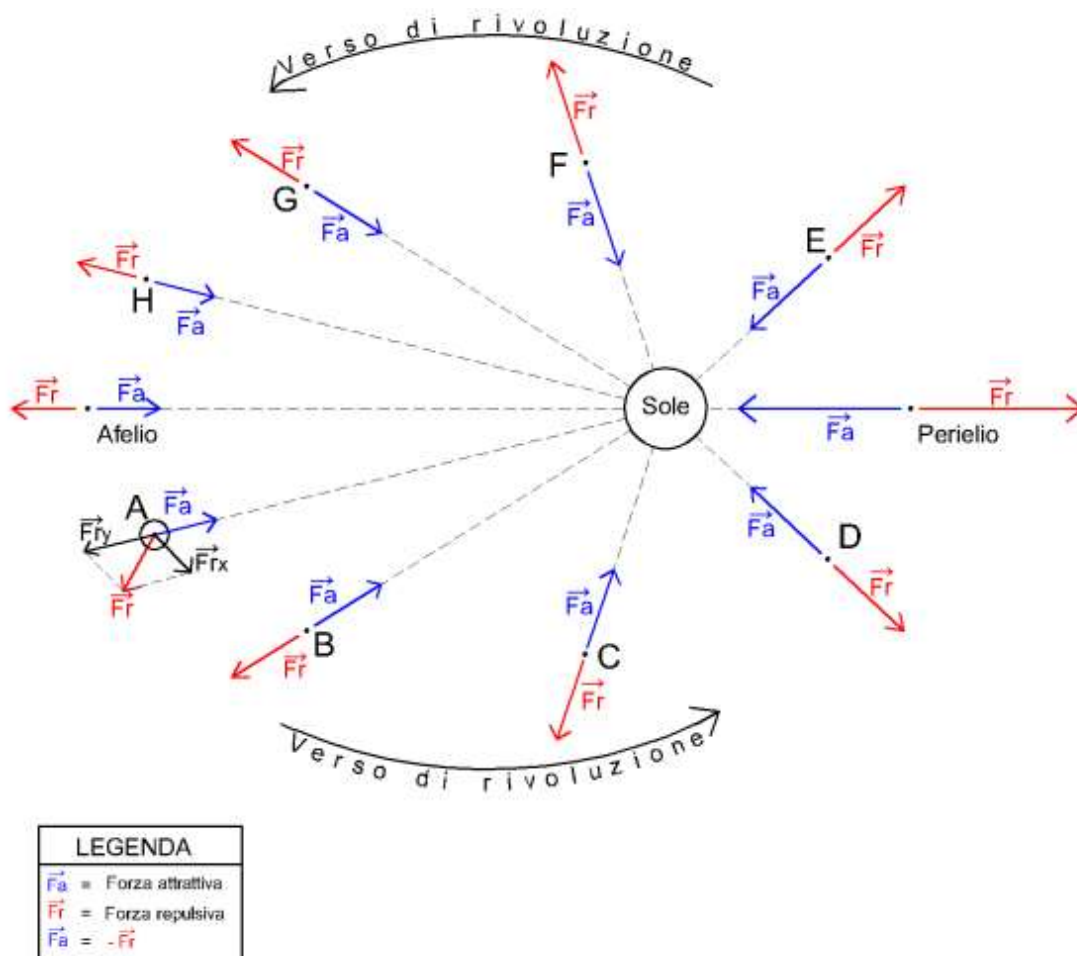 Verso di rivoluzione
Fr
F
Fr
G
Fa
Fa
E
Fr
Fa
Fr
H
Fa
Fr
Fa
Afelio
Sole
Fa
Fr
Perielio
A
Fa
Fry
Frx
Fr
Fa
B
Fr
Fa
C
Fr
Fa
D
Fr
Verso di rivoluzione
LEGENDA
Fa = Forza attrattiva
Fr = Forza repulsiva
Fa = -Fr